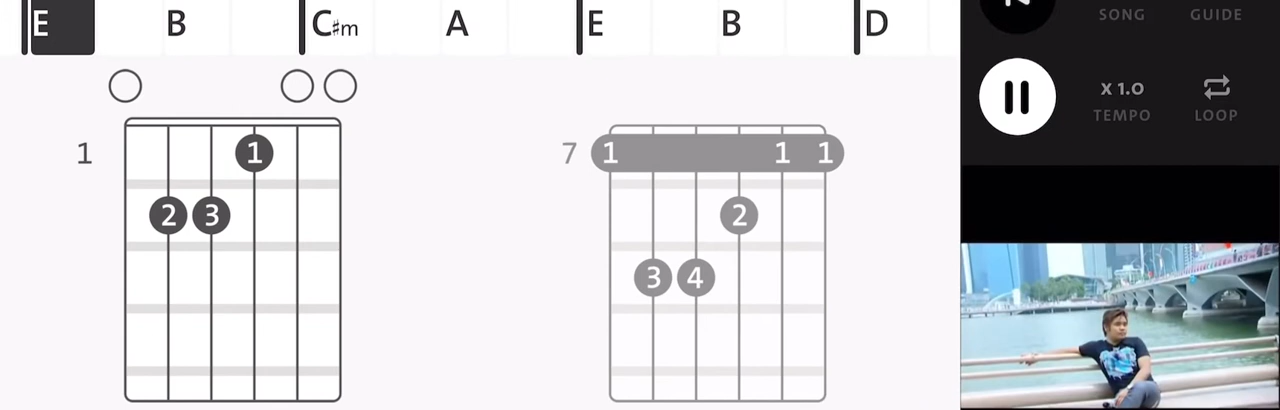 E B C#m A E B D
SONG GUIDE
X 1.0
TEMPO LOOP
1 1
2 3
7 1 1 1
2
3 4